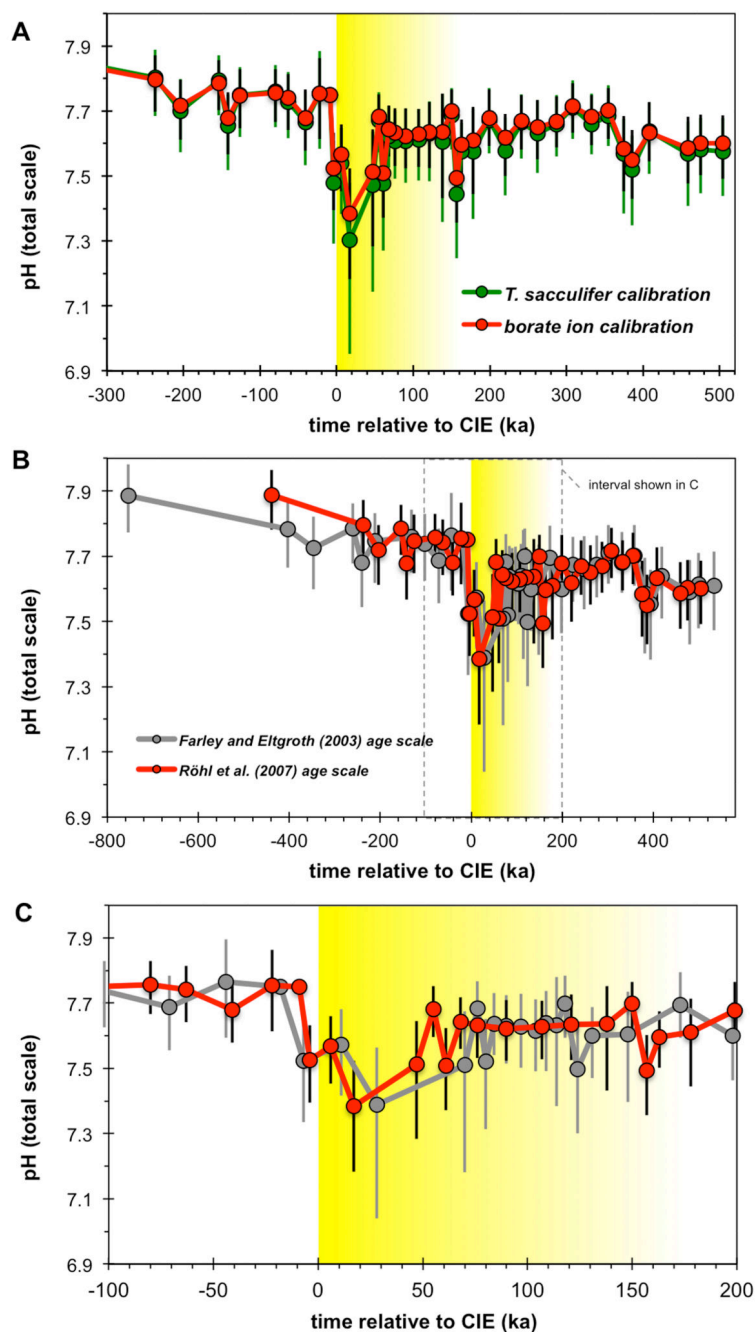 A
7.9
7.7
7.5
7.3
7.1
6.9
pH (total scale)
T. sacculifer calibration
borate ion calibration
-300 -200 -100 0 100 200 300 400 500
time relative to CIE (ka)
B
7.9
7.7
7.5
7.3
7.1
6.9
pH (total scale)
interval shown in C
Farley and Eltgroth (2003) age scale
Röhl et al. (2007) age scale
-800 -600 -400 -200 0 200 400
time relative to CIE (ka)
C
7.9
7.7
7.5
7.3
7.1
6.9
pH (total scale)
-100 -50 0 50 100 150 200
time relative to CIE (ka)